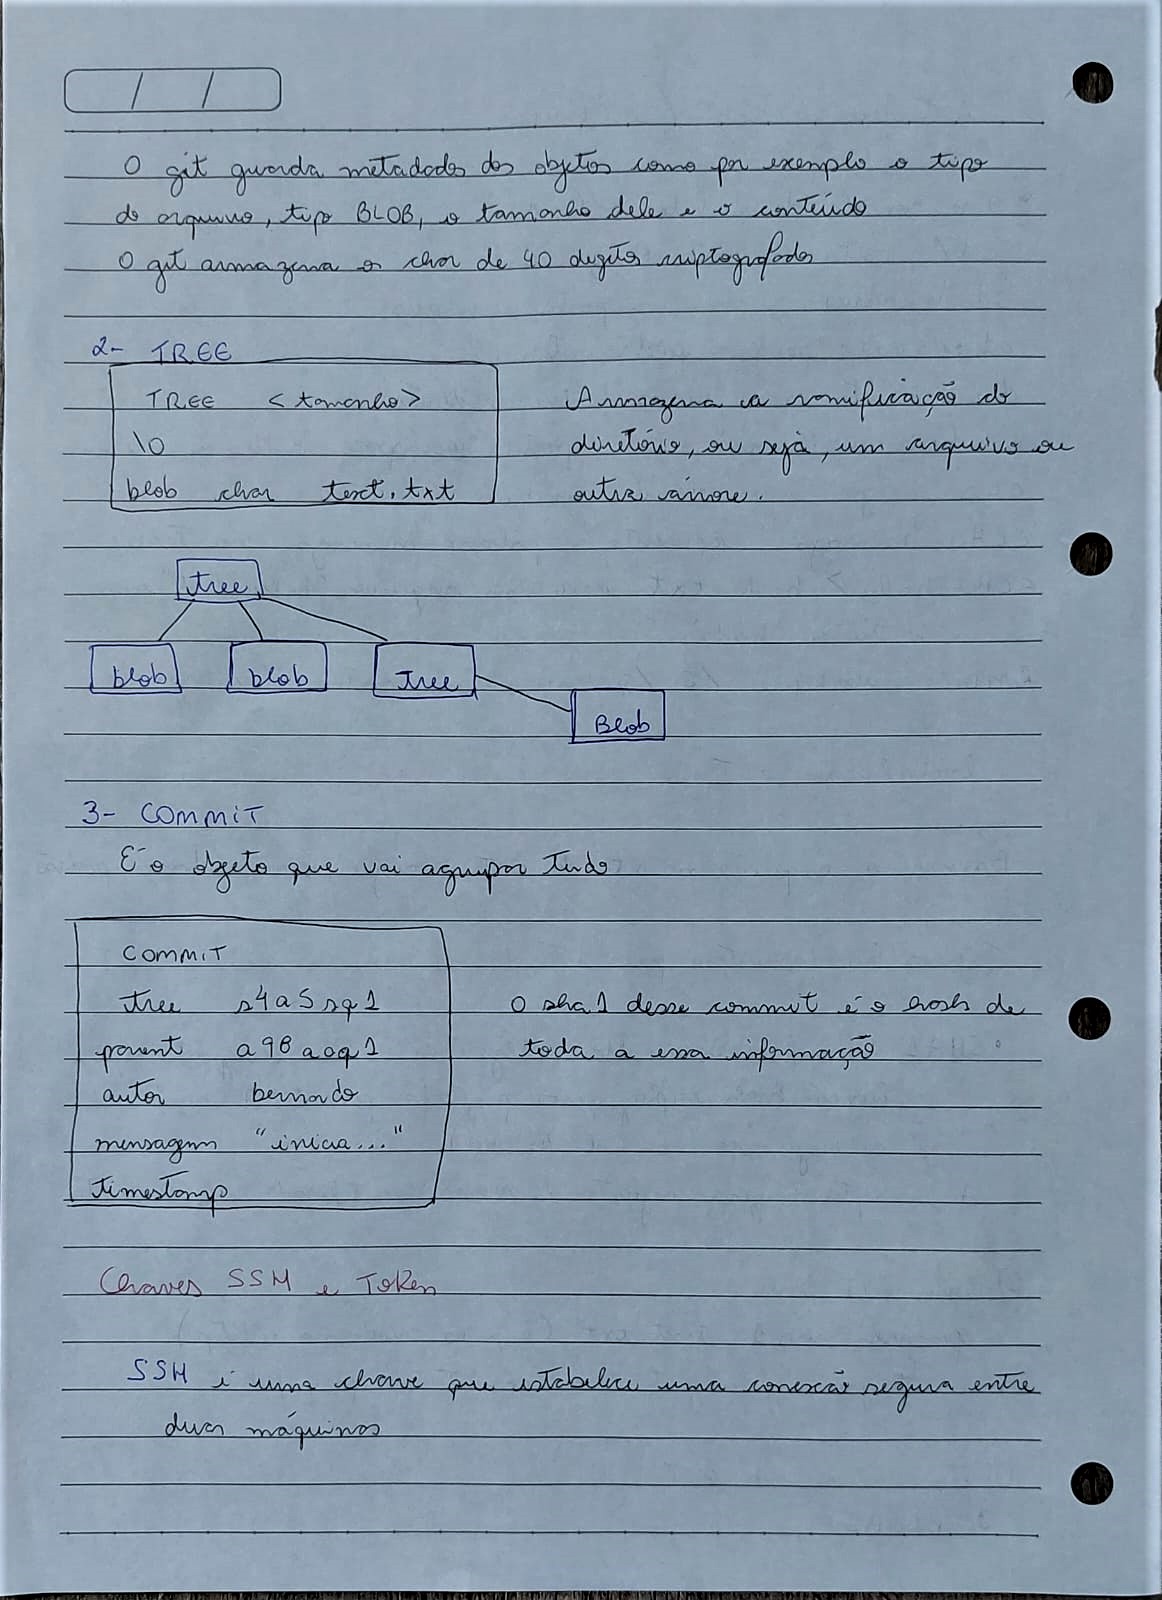 O git guarda metadados dos objetos como por exemplo o tipo
do arquivo, tipo BLOB, o tamanho dele e o conteúdo
O git armazena os char de 40 digitos criptografados
2- TREE
TREE <tamanho>
\0
blob char text.txt
Armazena a ramificação do
diretório, ou seja, um arquivo ou
outra árvore.
tree
blob blob tree
Blob
3- COMMIT
É o objeto que vai agrupar tudo
COMMIT
tree s4a5sq1
parent a98aoq1
autor bernardo
mensagem "inicia..."
timestamp
O sha1 desse commit é o hash de
toda a essa informação
Chaves SSH e Token
SSH é uma chave que estabelece uma conexão segura entre
duas máquinas